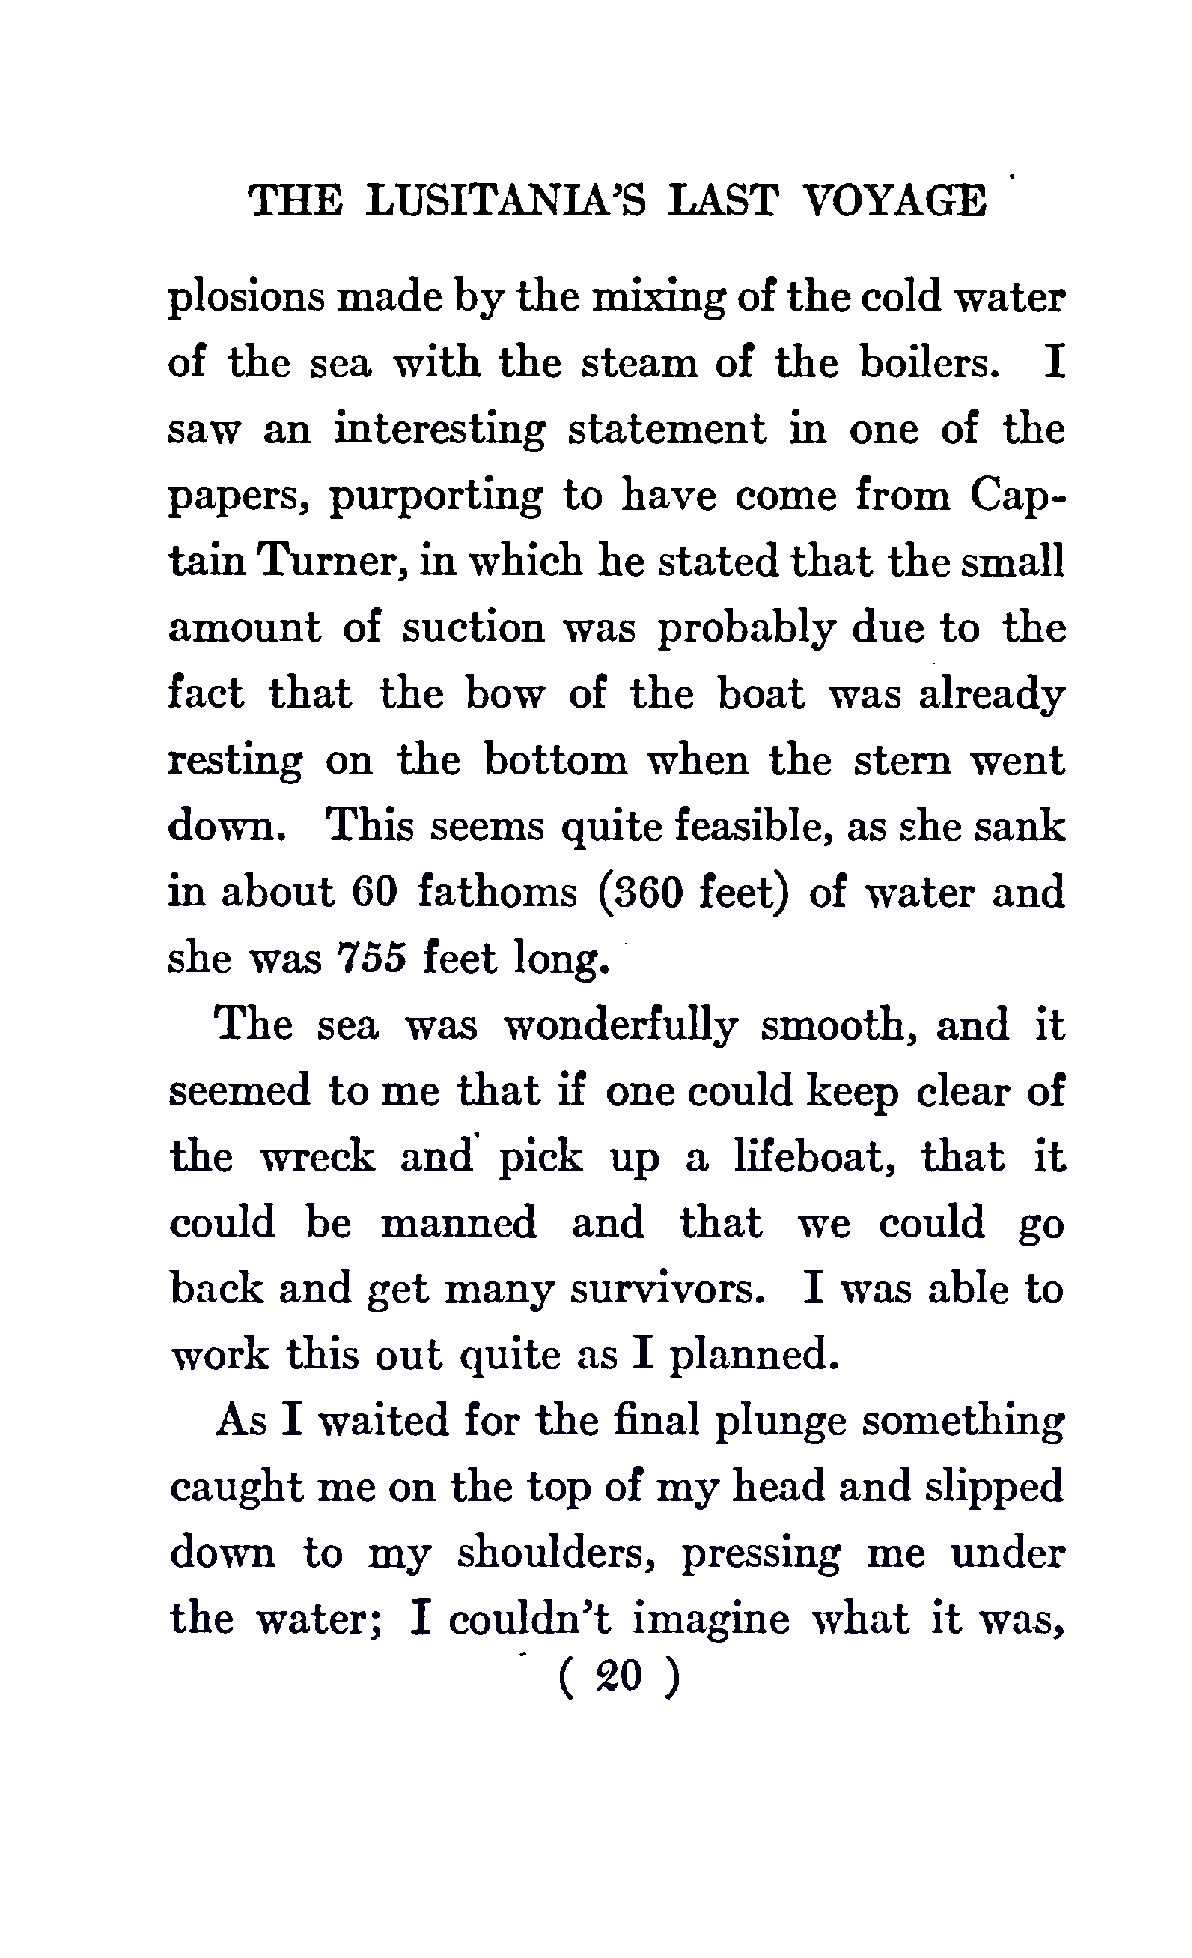 THE LUSITANIA'S LAST VOYAGE
plosions made by the mixing of the cold water
of the sea with the steam of the boilers. I
saw an interesting statement in one of the
papers, purporting to have come from Cap-
tain Turner, in which he stated that the small
amount of suction was probably due to the
fact that the bow of the boat was already
resting on the bottom when the stern went
down. This seems quite feasible, as she sank
in about 60 fathoms (360 feet) of water and
she was 755 feet long.
The sea was wonderfully smooth, and it
seemed to me that if one could keep clear of
the wreck and pick up a lifeboat, that it
could be manned and that we could go
back and get many survivors. I was able to
work this out quite as I planned.
As I waited for the final plunge something
caught me on the top of my head and slipped
down to my shoulders, pressing me under
the water; I couldn't imagine what it was,
( 20 )